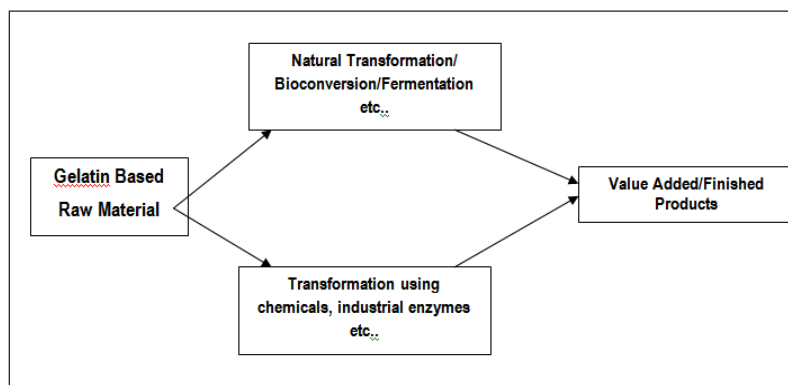 Natural Transformation/
Bioconversion/Fermentation
etc..
Gelatin Based
Raw Material
Value Added/Finished
Products
Transformation using
chemicals, industrial enzymes
etc..